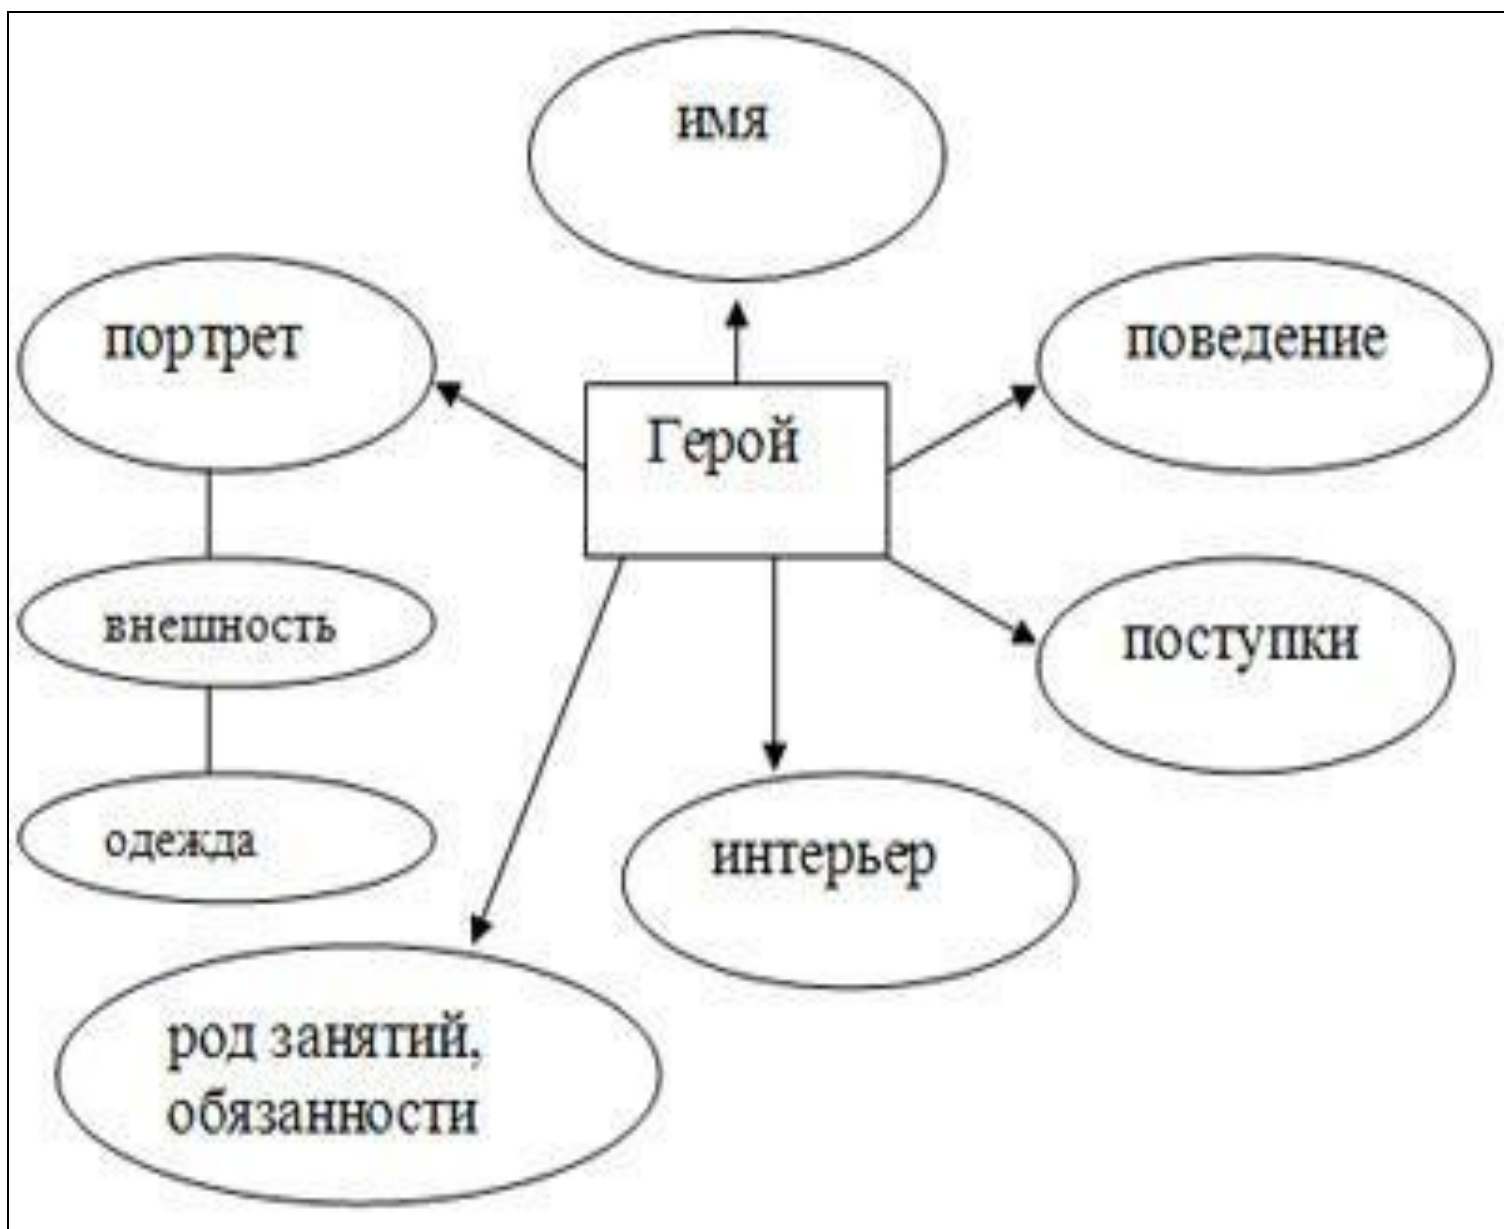 имя
портрет
поведение
Герой
внешность
поступки
одежда
интерьер
род занятий,
обязанности